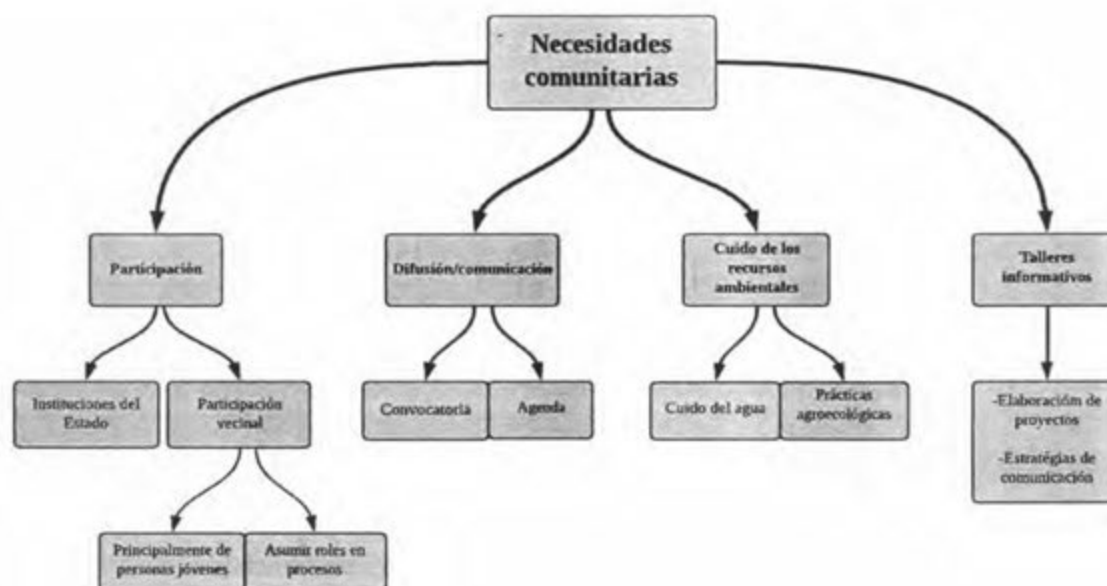 Necesidades
comunitarias
Participación
Difusión/comunicación
Cuido de los
recursos
ambientales
Talleres
informativos
Instituciones del
Estado
Participación
vecinal
Convocatoria
Agenda
Cuido del agua
Prácticas
agroecológicas
-Elaboracióm de
proyectos
-Estratégias de
comunicación
Principalmente de
personas jóvenes
Asumir roles en
procesos